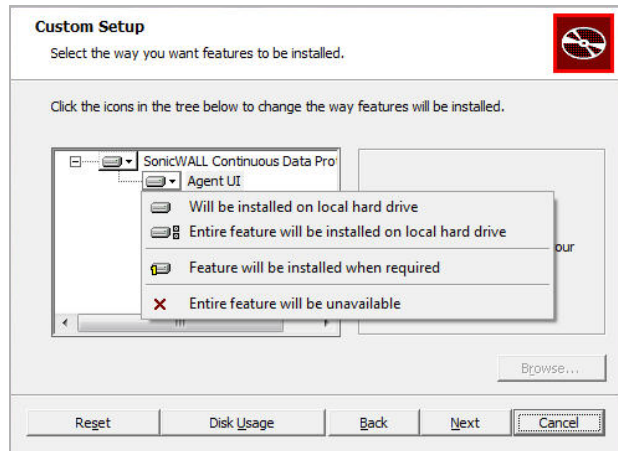 Custom Setup
Select the way you want features to be installed.
Click the icons in the tree below to change the way features will be installed.
SonicWALL Continuous Data Pro
Agent UI
Will be installed on local hard drive
Entire feature will be installed on local hard drive
our
Feature will be installed when required
Entire feature will be unavailable
Browse...
Reset
Disk Usage
Back
Next
Cancel